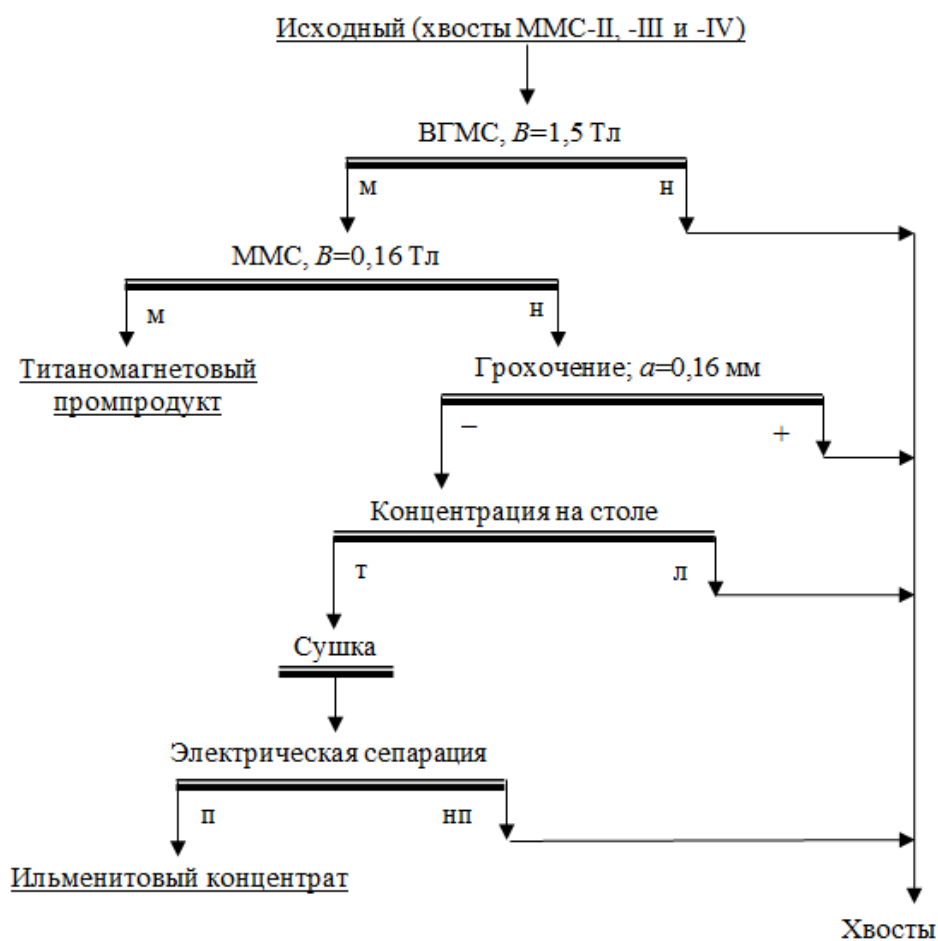 Исходный (хвосты ММС-II, -III и -IV)
ВГМС, B=1,5 Тл
м
н
ММС, B=0,16 Тл
м
н
Титаномагнетовый
промпродукт
Грохочение; a=0,16 мм
−
+
Концентрация на столе
т
л
Сушка
Электрическая сепарация
п
нп
Ильменитовый концентрат
Хвосты